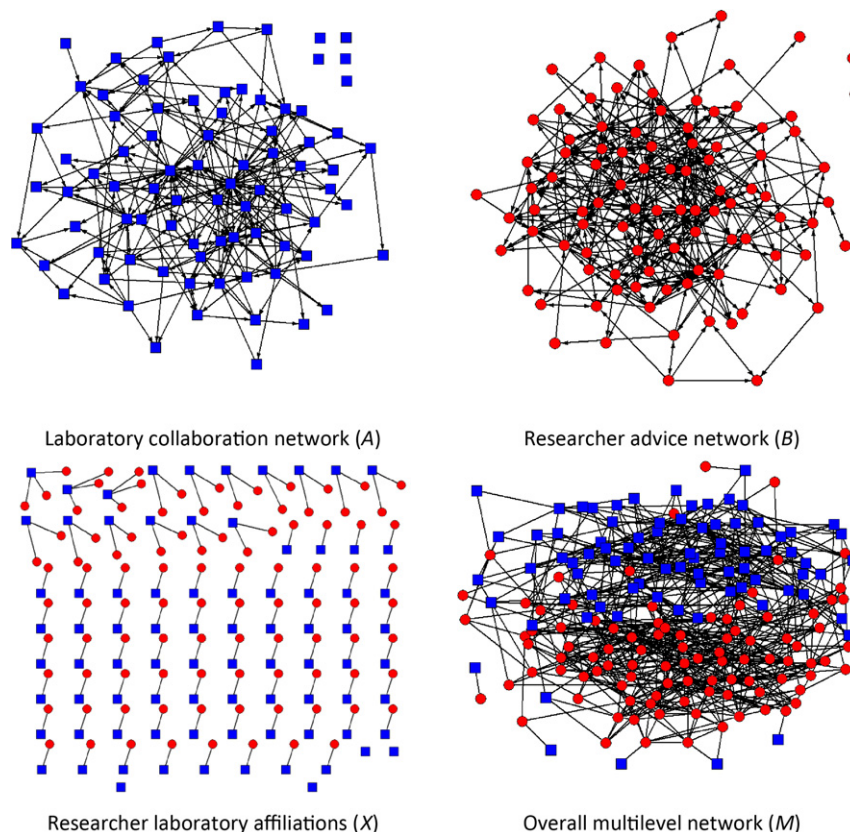 Laboratory collaboration network (A)
Researcher advice network (B)
Researcher laboratory affiliations (X)
Overall multilevel network (M)